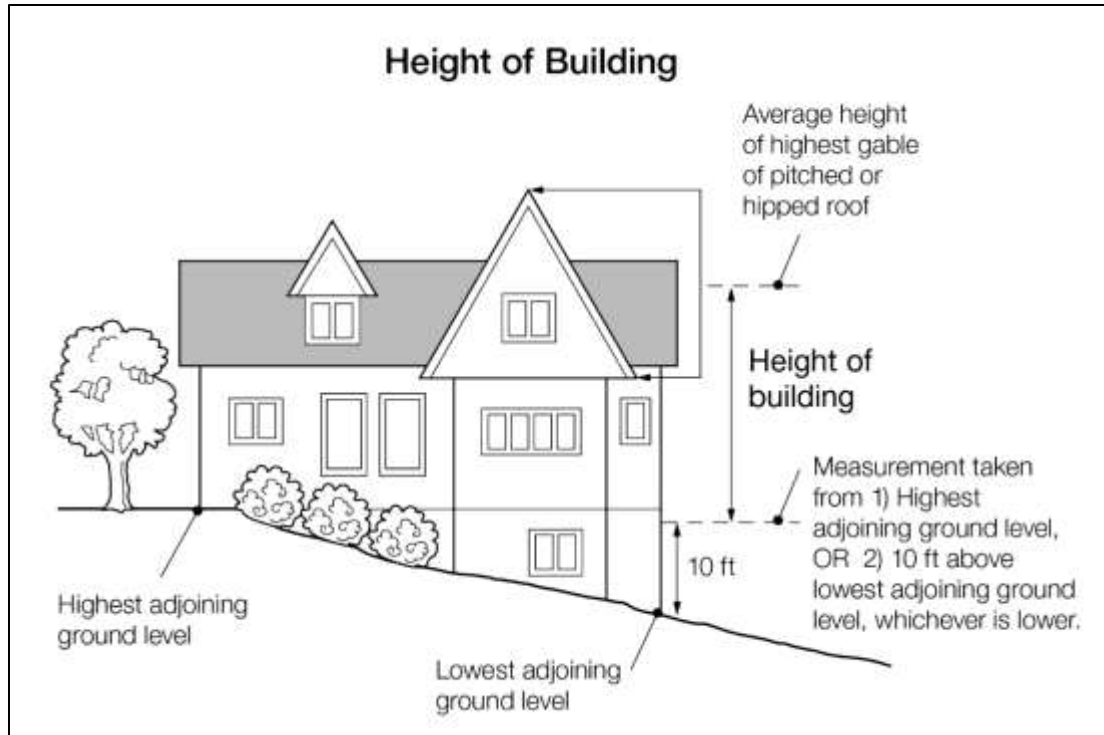 Height of Building
Average height
of highest gable
of pitched or
hipped roof
Height of
building
Measurement taken
from 1) Highest
adjoining ground level,
OR 2) 10 ft above
lowest adjoining ground
level, whichever is lower.
10 ft
Highest adjoining
ground level
Lowest adjoining
ground level